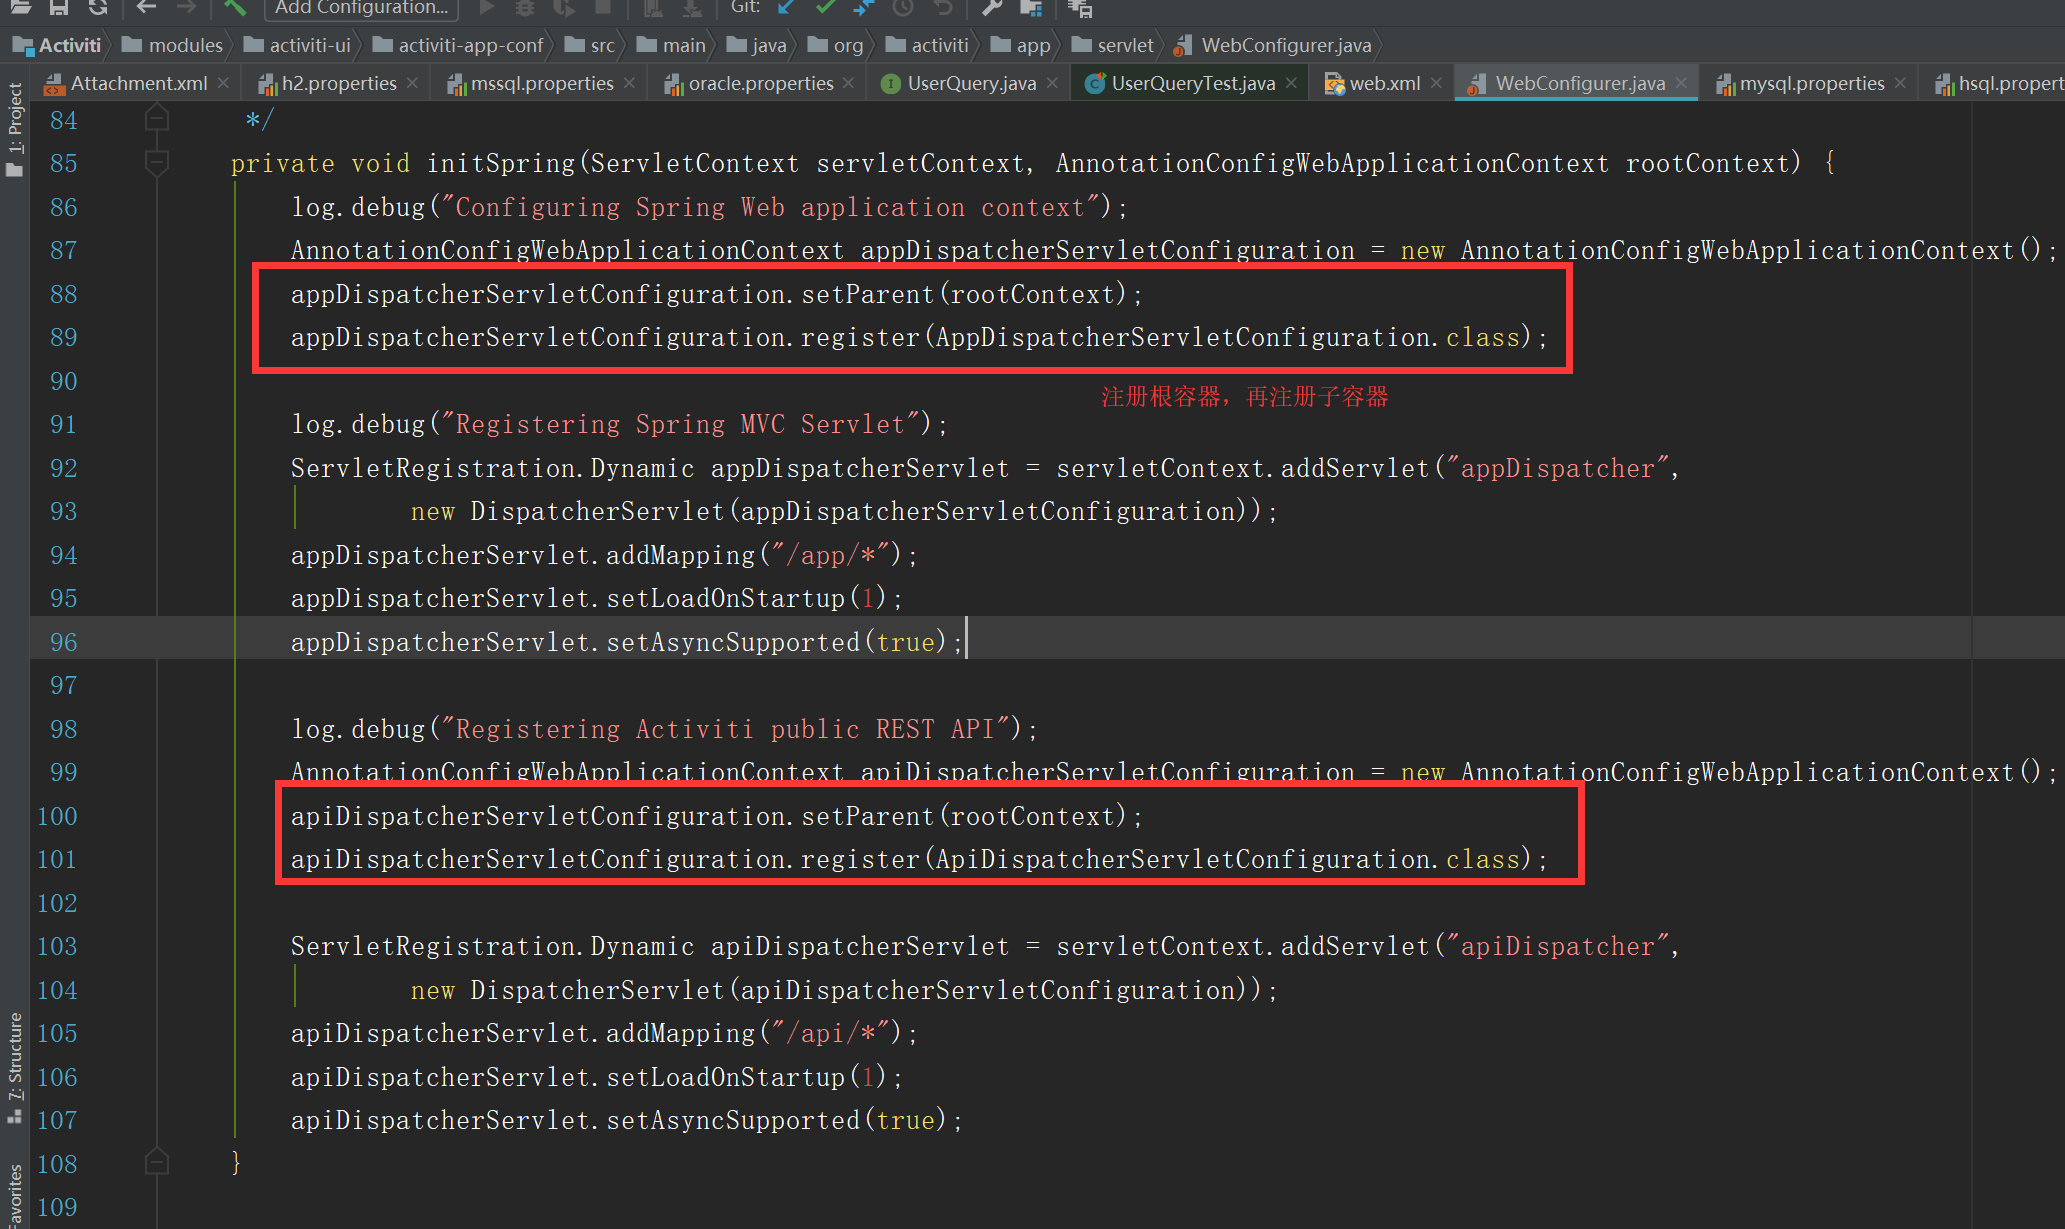 Add Configuration...
Git:
Activiti modules activiti-ui activiti-app-conf src main java org activiti app servlet WebConfigurer.java
Attachment.xml h2.properties mssql.properties oracle.properties UserQuery.java UserQueryTest.java web.xml WebConfigurer.java mysql.properties hsql.propert
1: Project
84 */
85 private void initSpring(ServletContext servletContext, AnnotationConfigWebApplicationContext rootContext) {
86 log.debug("Configuring Spring Web application context");
87 AnnotationConfigWebApplicationContext appDispatcherServletConfiguration = new AnnotationConfigWebApplicationContext();
88 appDispatcherServletConfiguration.setParent(rootContext);
89 appDispatcherServletConfiguration.register(AppDispatcherServletConfiguration.class);
90
注册根容器，再注册子容器
91 log.debug("Registering Spring MVC Servlet");
92 ServletRegistration.Dynamic appDispatcherServlet = servletContext.addServlet("appDispatcher",
93 new DispatcherServlet(appDispatcherServletConfiguration));
94 appDispatcherServlet.addMapping("/app/*");
95 appDispatcherServlet.setLoadOnStartup(1);
96 appDispatcherServlet.setAsyncSupported(true);
97
98 log.debug("Registering Activiti public REST API");
99 AnnotationConfigWebApplicationContext apiDispatcherServletConfiguration = new AnnotationConfigWebApplicationContext();
100 apiDispatcherServletConfiguration.setParent(rootContext);
101 apiDispatcherServletConfiguration.register(ApiDispatcherServletConfiguration.class);
102
103 ServletRegistration.Dynamic apiDispatcherServlet = servletContext.addServlet("apiDispatcher",
104 new DispatcherServlet(apiDispatcherServletConfiguration));
105 apiDispatcherServlet.addMapping("/api/*");
106 apiDispatcherServlet.setLoadOnStartup(1);
107 apiDispatcherServlet.setAsyncSupported(true);
108 }
109
7: Structure
Favorites